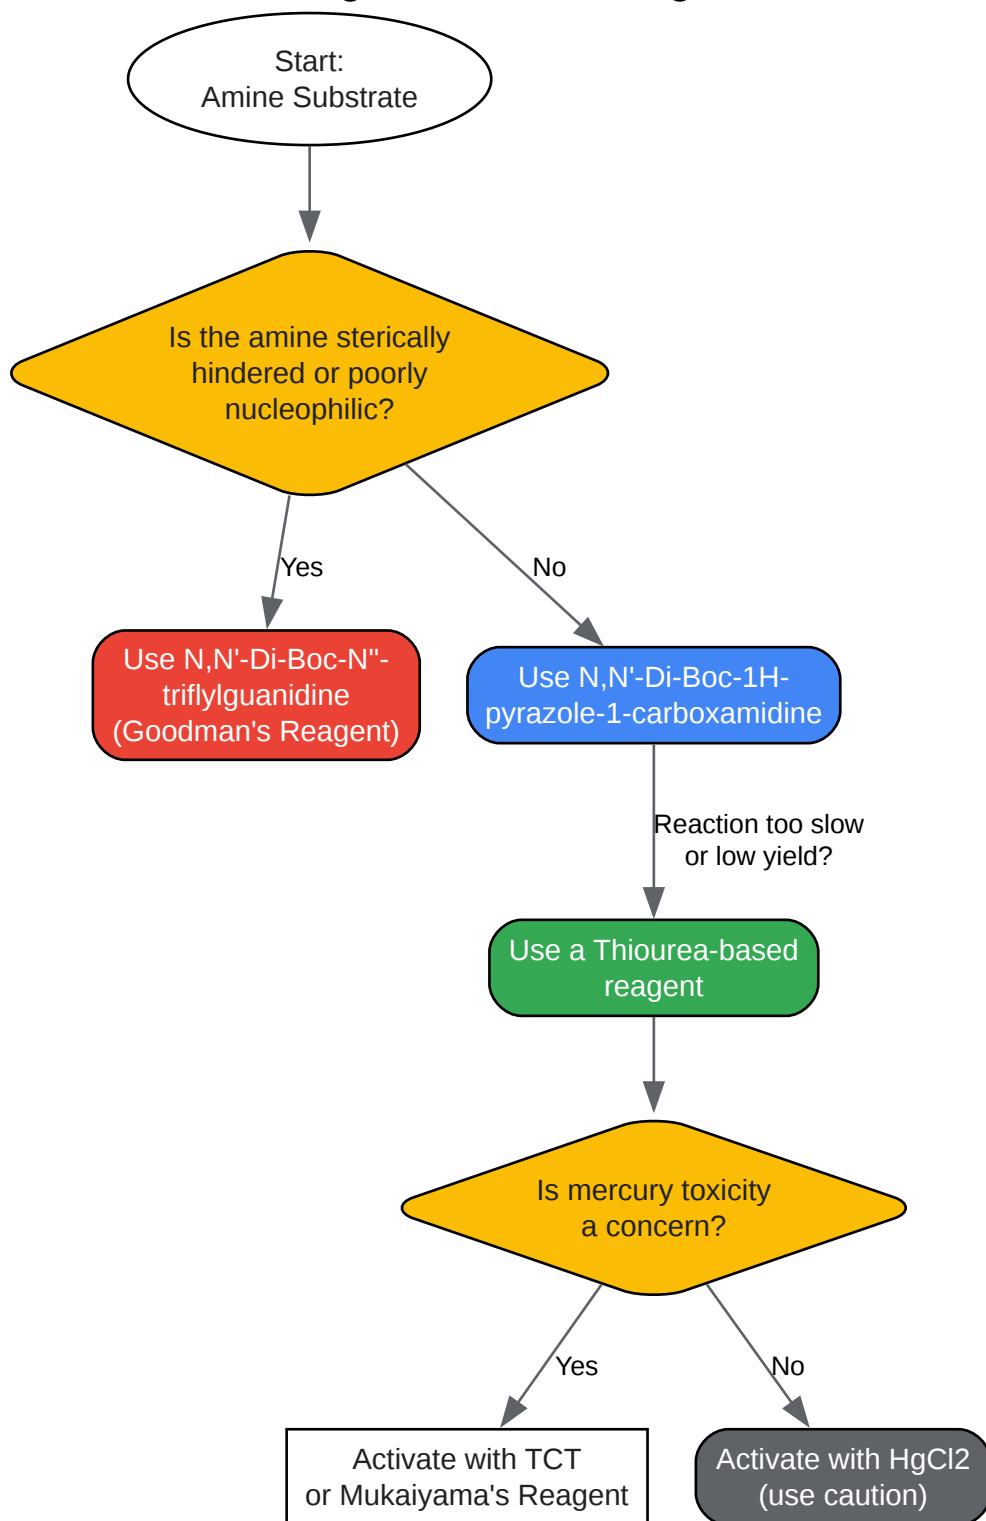 Start:
Amine Substrate
Is the amine sterically
hindered or poorly
nucleophilic?
Yes
No
Use N,N'-Di-Boc-N''-
triflylguanidine
(Goodman's Reagent)
Use N,N'-Di-Boc-1H-
pyrazole-1-carboxamidine
Reaction too slow
or low yield?
Use a Thiourea-based
reagent
Is mercury toxicity
a concern?
Yes
No
Activate with TCT
or Mukaiyama's Reagent
Activate with HgCl2
(use caution)